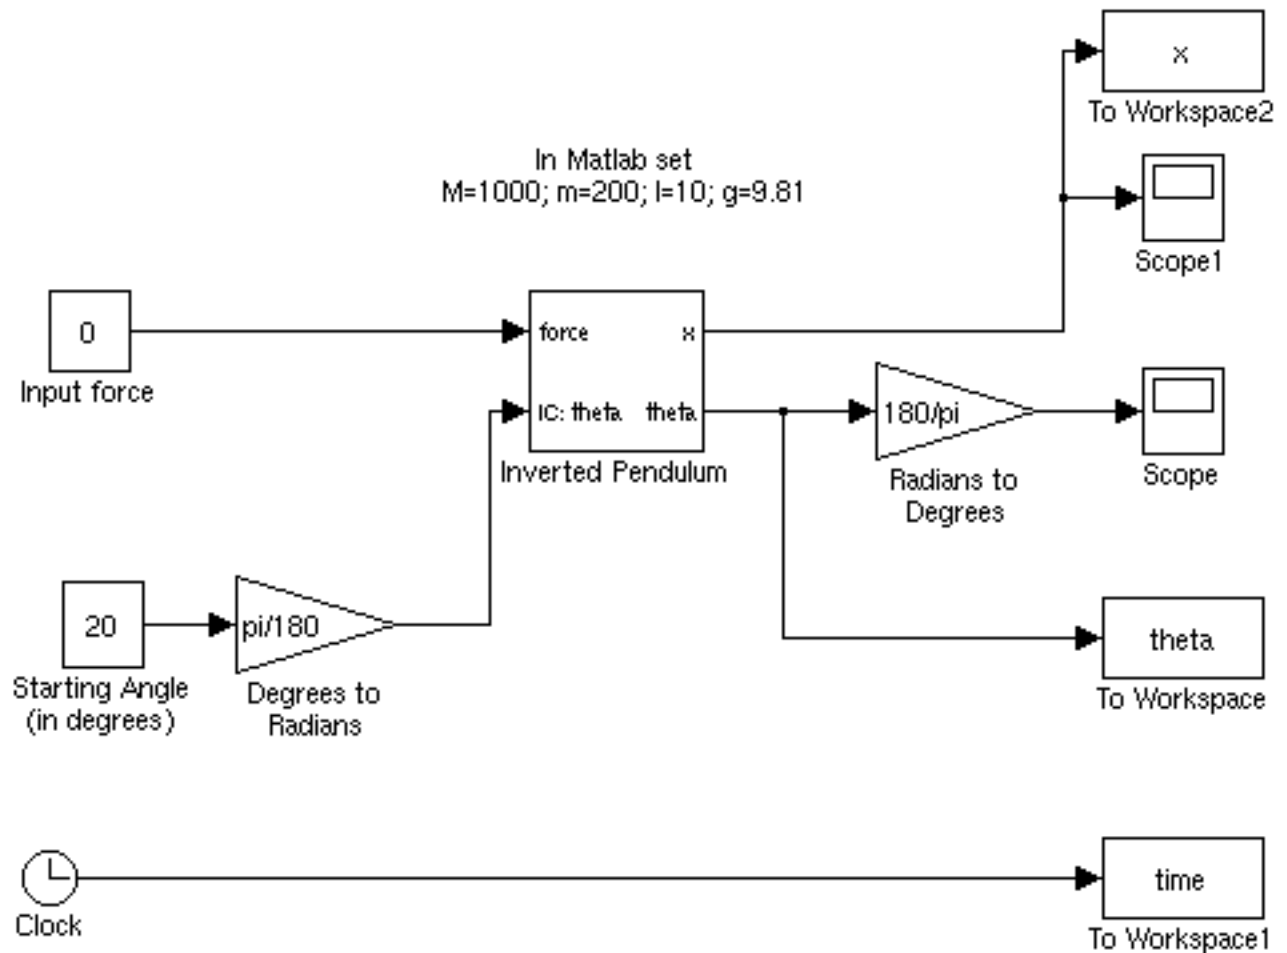 x
To Workspace2
In Matlab set
M=1000; m=200; l=10; g=9.81
Scope1
0
Input force
force
x
IC: theta
theta
Inverted Pendulum
180/pi
Radians to
Degrees
Scope
20
Starting Angle
(in degrees)
pi/180
Degrees to
Radians
theta
To Workspace
Clock
time
To Workspace1